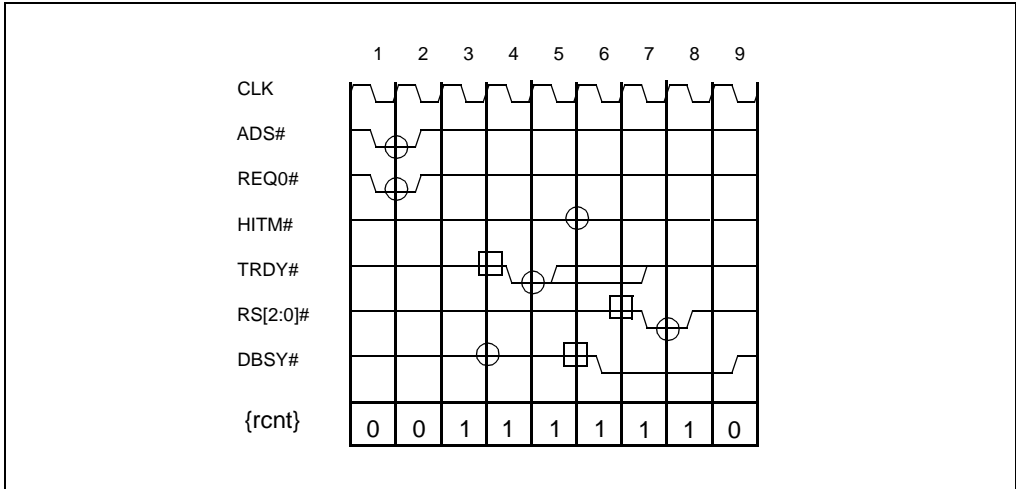 1 2 3 4 5 6 7 8 9
CLK
ADS#
REQ0#
HITM#
TRDY#
RS[2:0]#
DBSY#
{rcnt} 0 0 1 1 1 1 1 1 0